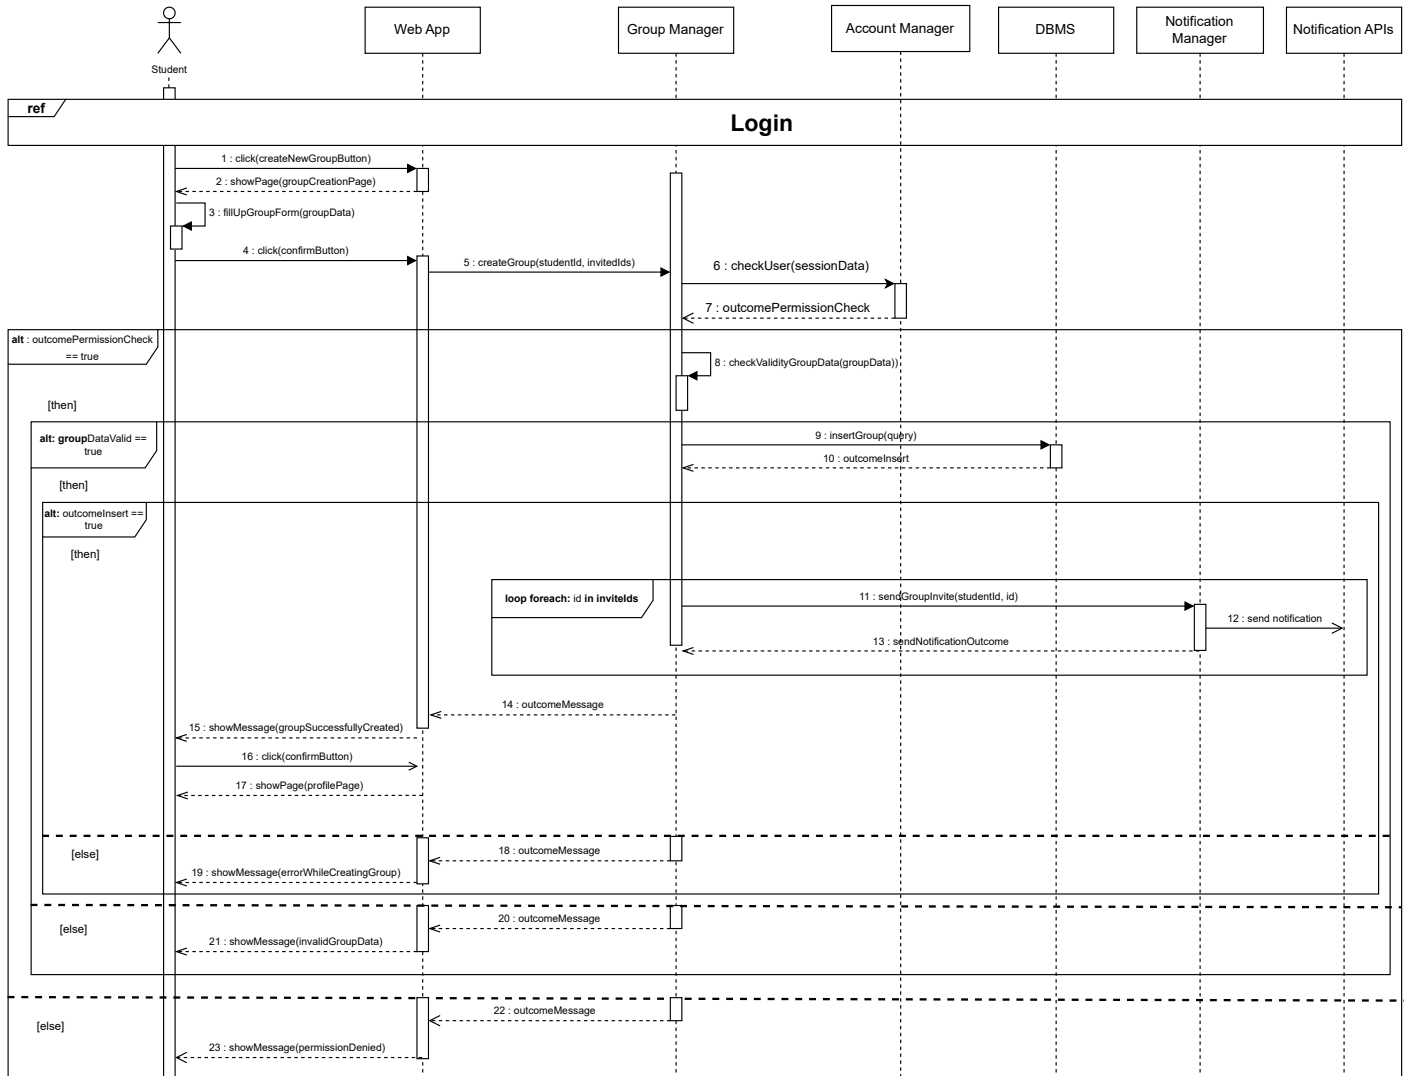 Student
Web App
Group Manager
Account Manager
DBMS
Notification
Manager
Notification APIs
ref
Login
1 : click(createNewGroupButton)
2 : showPage(groupCreationPage)
3 : fillUpGroupForm(groupData)
4 : click(confirmButton)
5 : createGroup(studentId, invitedIds)
6 : checkUser(sessionData)
7 : outcomePermissionCheck
alt : outcomePermissionCheck
== true
8 : checkValidityGroupData(groupData))
[then]
alt: groupDataValid ==
true
9 : insertGroup(query)
10 : outcomeInsert
[then]
alt: outcomeInsert ==
true
[then]
loop foreach: id in inviteIds
11 : sendGroupInvite(studentId, id)
12 : send notification
13 : sendNotificationOutcome
14 : outcomeMessage
15 : showMessage(groupSuccessfullyCreated)
16 : click(confirmButton)
17 : showPage(profilePage)
[else]
18 : outcomeMessage
19 : showMessage(errorWhileCreatingGroup)
[else]
20 : outcomeMessage
21 : showMessage(invalidGroupData)
[else]
22 : outcomeMessage
23 : showMessage(permissionDenied)